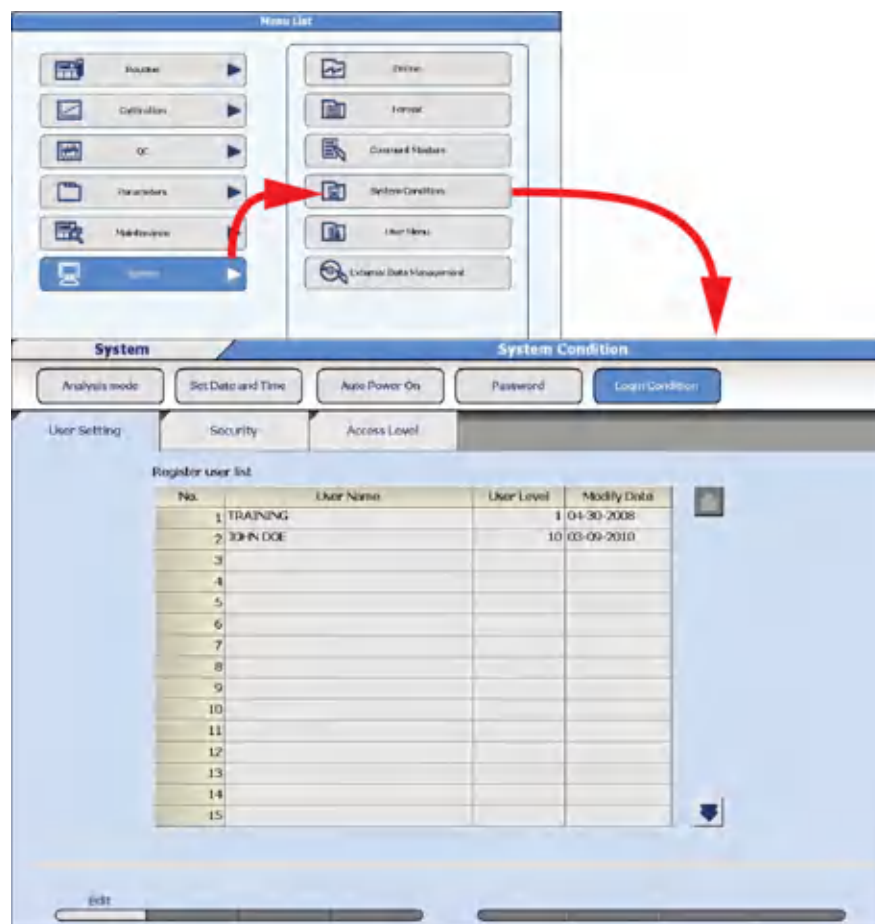 Menu List
Routine
Calibration
QC
Parameters
Maintenance
System
Online
Format
Comment Masters
System Condition
User Menu
External Data Management
System
System Condition
Analysis mode
Set Date and Time
Auto Power On
Password
Login Condition
User Setting
Security
Access Level
Register user list
No. User Name User Level Modify Date
1 TRAINING 1 04-30-2008
2 JOHN DOE 10 03-09-2010
3
4
5
6
7
8
9
10
11
12
13
14
15
Edit